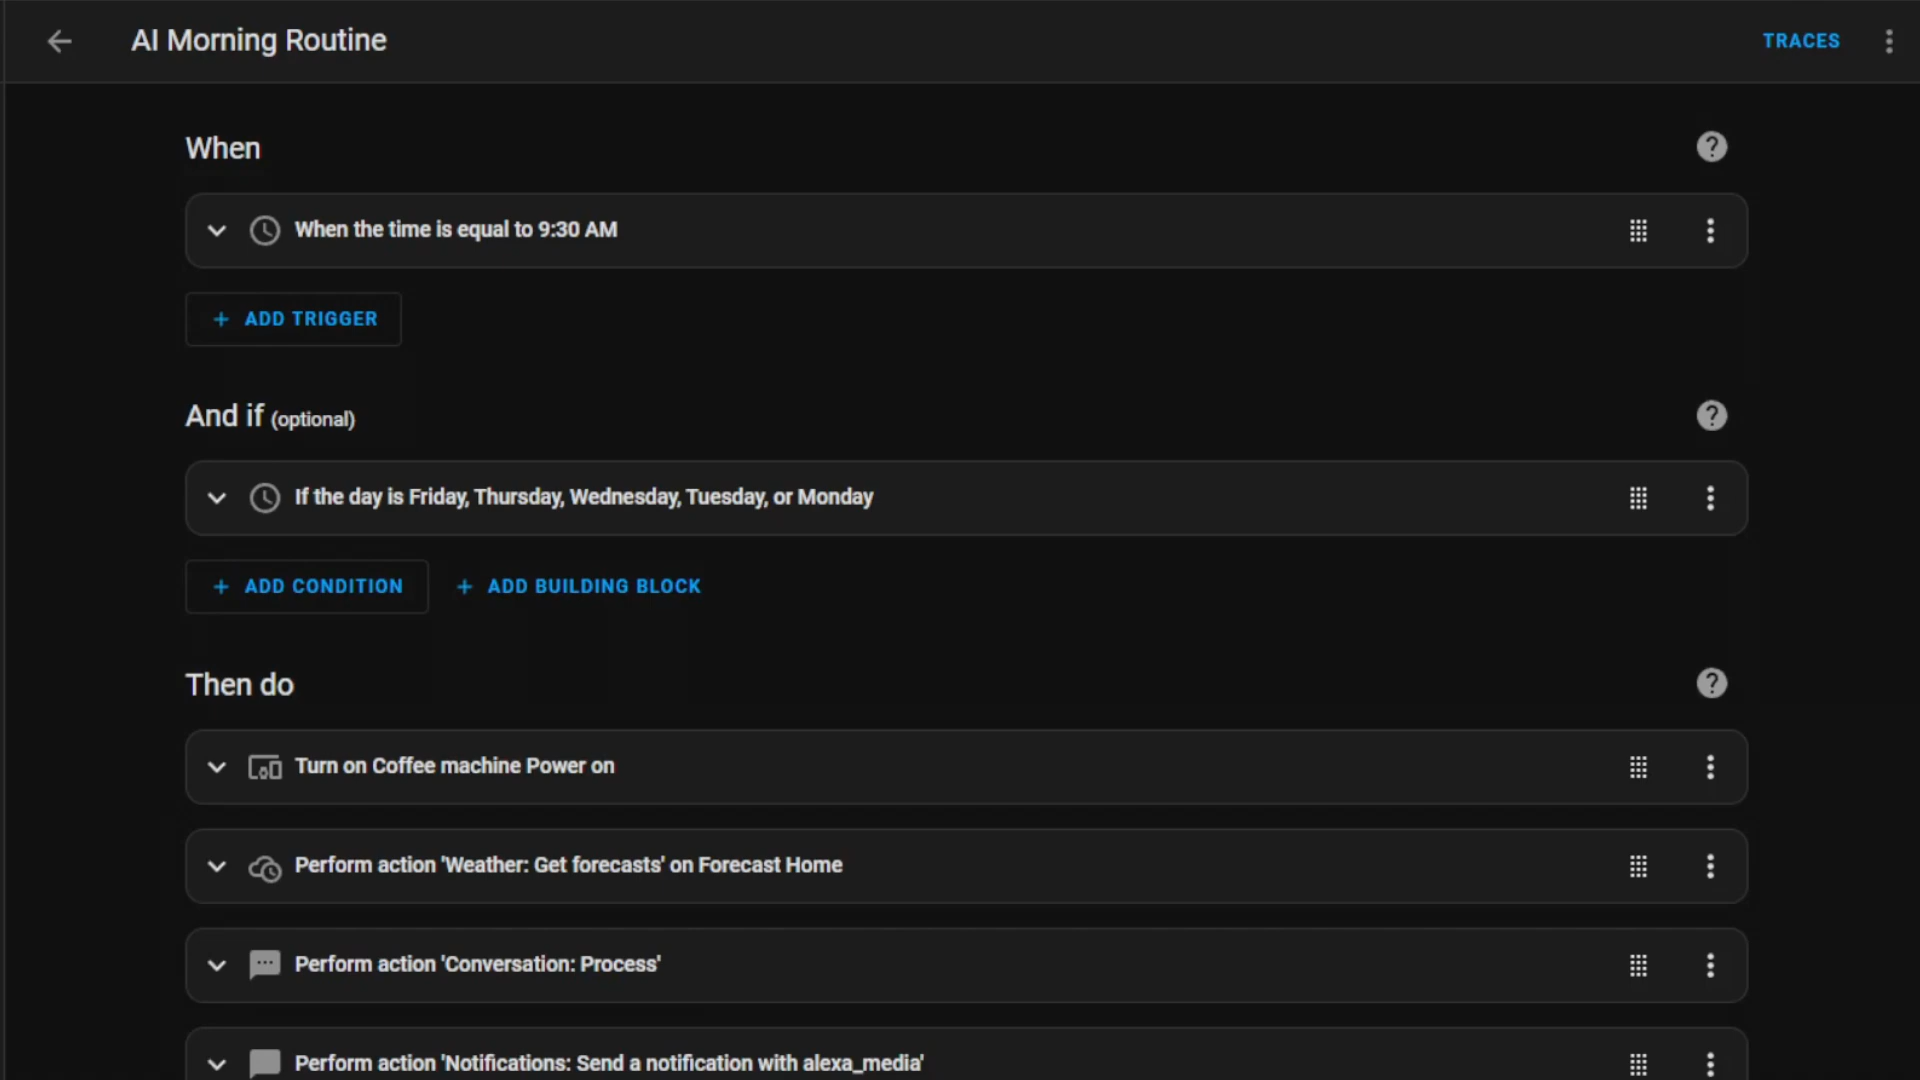 AI Morning Routine
TRACES
When
When the time is equal to 9:30 AM
+ ADD TRIGGER
And if (optional)
If the day is Friday, Thursday, Wednesday, Tuesday, or Monday
+ ADD CONDITION + ADD BUILDING BLOCK
Then do
Turn on Coffee machine Power on
Perform action 'Weather: Get forecasts' on Forecast Home
Perform action 'Conversation: Process'
Perform action 'Notifications: Send a notification with alexa_media'